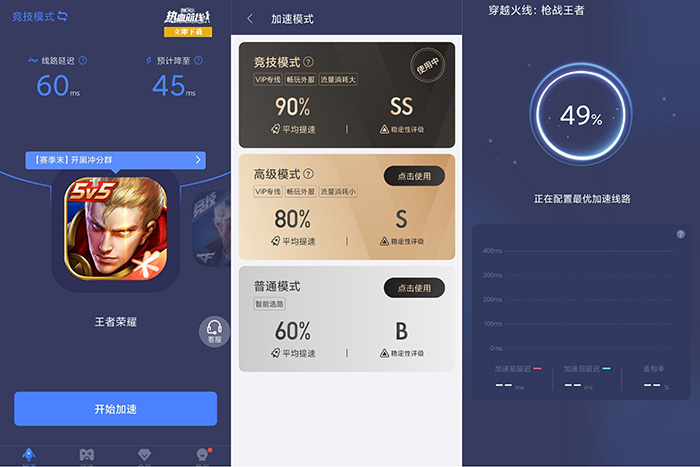 竞技模式
热血前线
立即下载
线路延迟
预计降至
60ms
45ms
【赛季末】开黑冲分群
5v5
竞技
王者荣耀
客服
开始加速
加速
加速模式
竞技模式
使用中
VIP专线 畅玩外服 流量消耗大
90%
SS
平均提速
稳定性评级
高级模式
点击使用
VIP专线 畅玩外服 流量消耗小
80%
S
平均提速
稳定性评级
普通模式
点击使用
智能选路
60%
B
平均提速
稳定性评级
穿越火线：枪战王者
49%
正在配置最优加速线路
400ms
300ms
200ms
100ms
0ms
加速前延迟
加速后延迟
丢包率
-- ms
-- ms
-- %